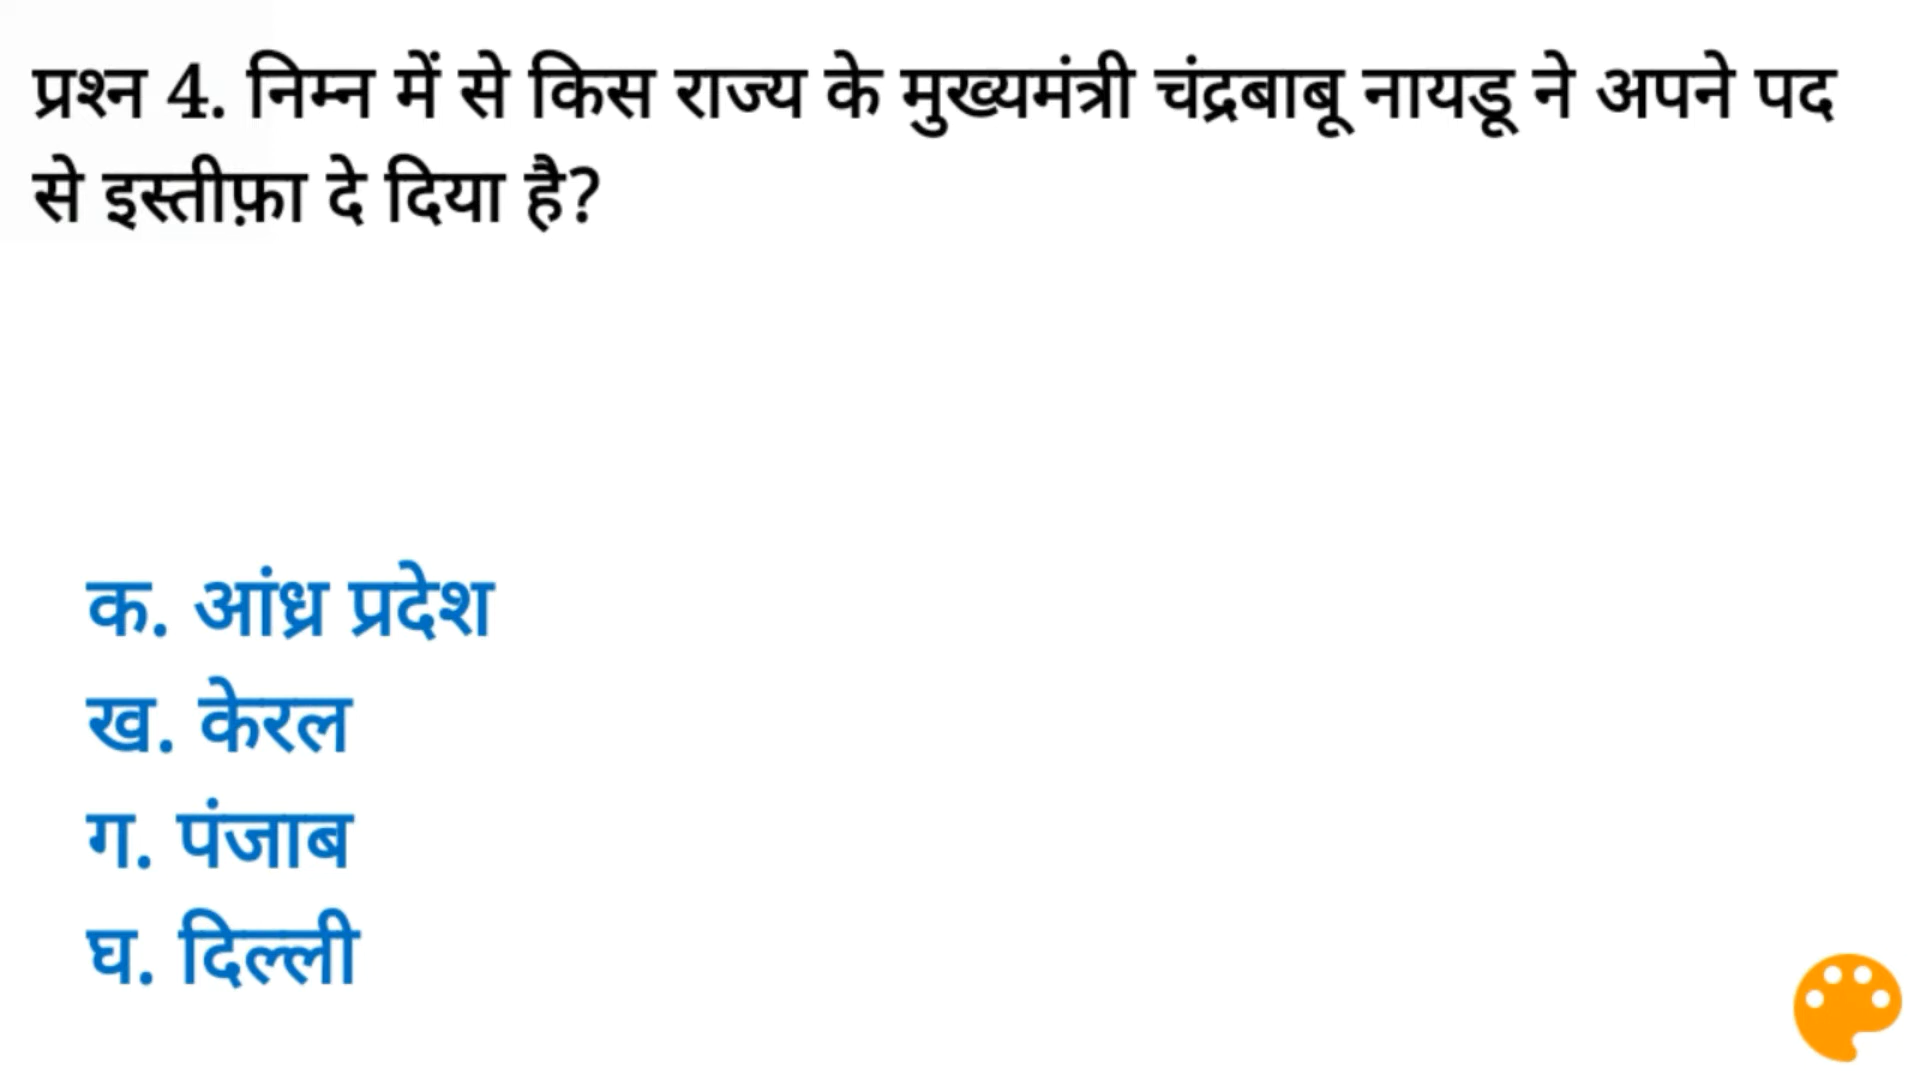 प्रश्न 4. निम्न में से किस राज्य के मुख्यमंत्री चंद्रबाबू नायडू ने अपने पद
से इस्तीफ़ा दे दिया है?
क. आंध्र प्रदेश
ख. केरल
ग. पंजाब
घ. दिल्ली